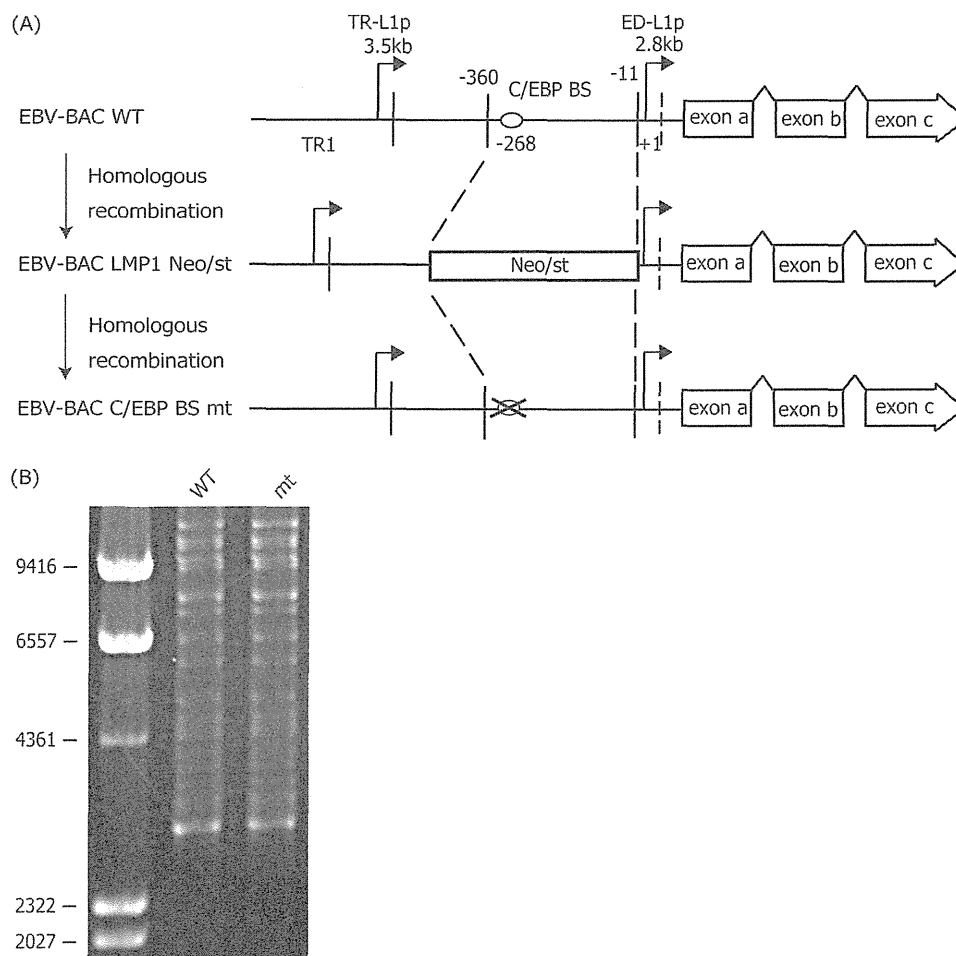 (A)
TR-L1p
3.5kb
ED-L1p
2.8kb
-360
C/EBP BS
-11
EBV-BAC WT
exon a
exon b
exon c
TR1
-268
+1
Homologous
recombination
EBV-BAC LMP1 Neo/st
Neo/st
exon a
exon b
exon c
Homologous
recombination
EBV-BAC C/EBP BS mt
exon a
exon b
exon c
(B)
WT
mt
9416
6557
4361
2322
2027